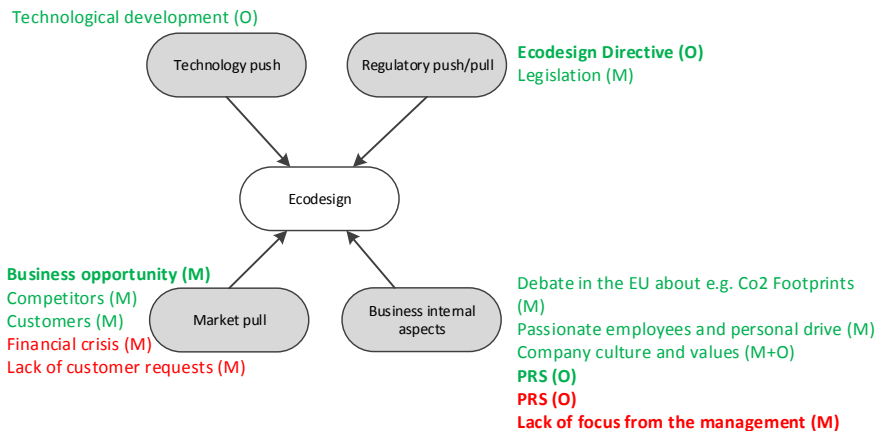 Technological development (O)
Technology push
Regulatory push/pull
Ecodesign Directive (O)
Legislation (M)
Ecodesign
Business opportunity (M)
Competitors (M)
Customers (M)
Financial crisis (M)
Lack of customer requests (M)
Market pull
Business internal
aspects
Debate in the EU about e.g. Co2 Footprints
(M)
Passionate employees and personal drive (M)
Company culture and values (M+O)
PRS (O)
PRS (O)
Lack of focus from the management (M)